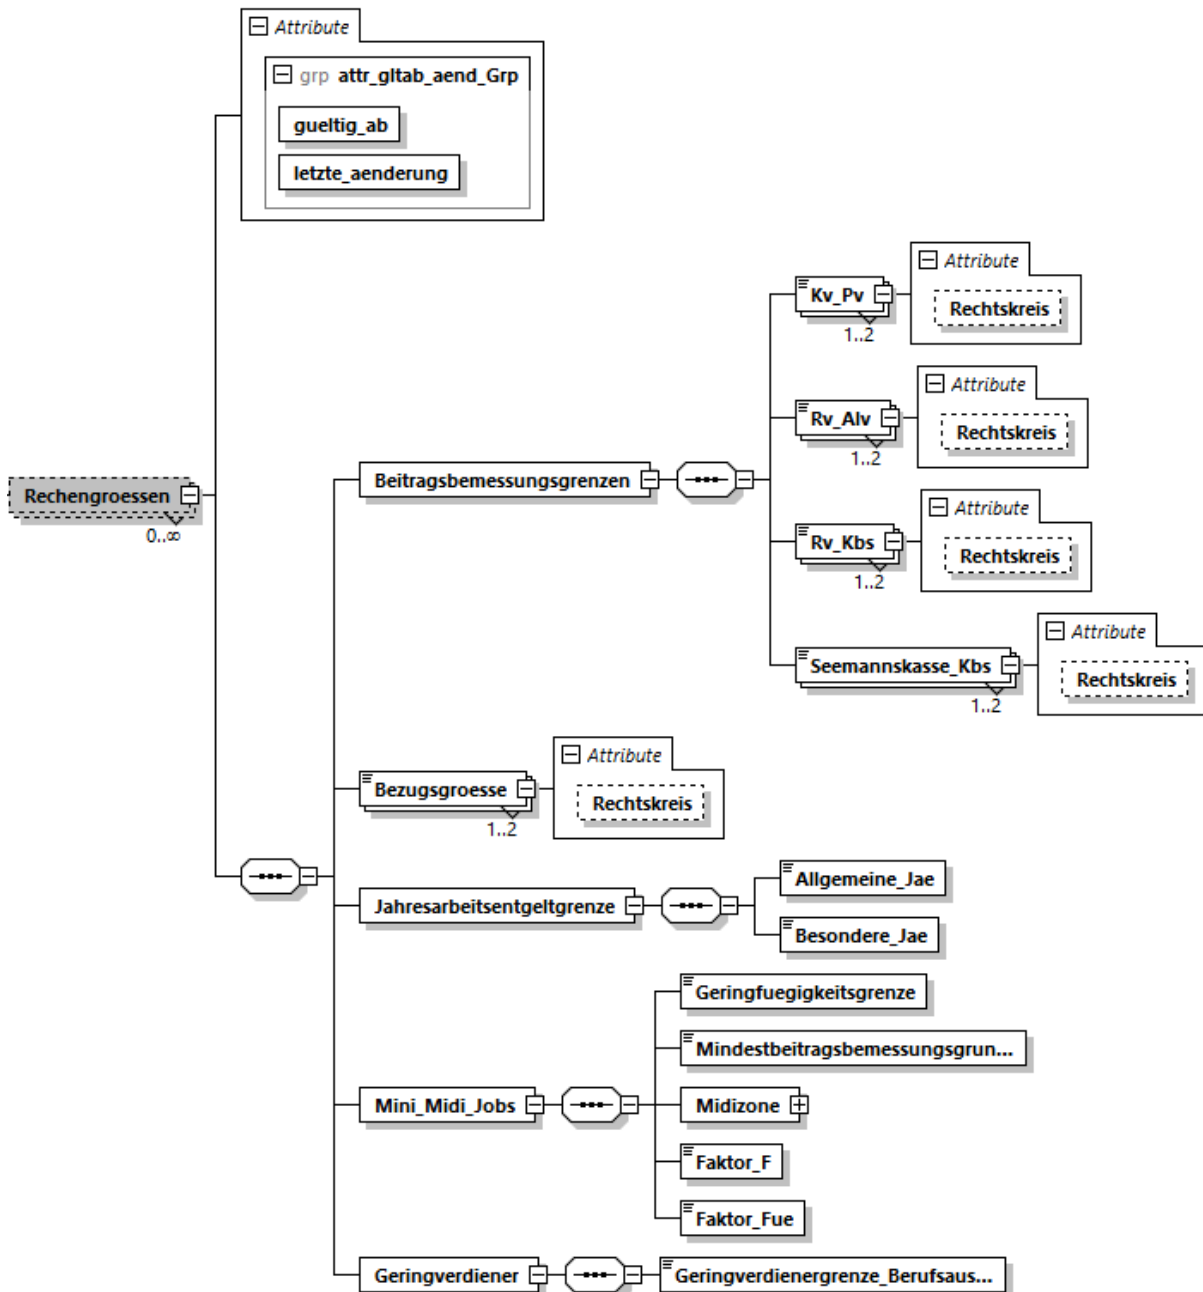 Attribute
grp attr_gltab_aend_Grp
gueltig_ab
letzte_aenderung
Attribute
Kv_Pv
Rechtskreis
1..2
Attribute
Rv_Alv
Rechtskreis
1..2
Beitragsbemessungsgrenzen
Rechengroessen
0..∞
Attribute
Rv_Kbs
Rechtskreis
1..2
Attribute
Seemannskasse_Kbs
Rechtskreis
1..2
Attribute
Bezugsgroesse
Rechtskreis
1..2
Allgemeine_Jae
Jahresarbeitsentgeltgrenze
Besondere_Jae
Geringfuegigkeitsgrenze
Mindestbeitragsbemessungsgrun...
Mini_Midi_Jobs
Midizone
Faktor_F
Faktor_Fue
Geringverdiener
Geringverdienergrenze_Berufsaus...